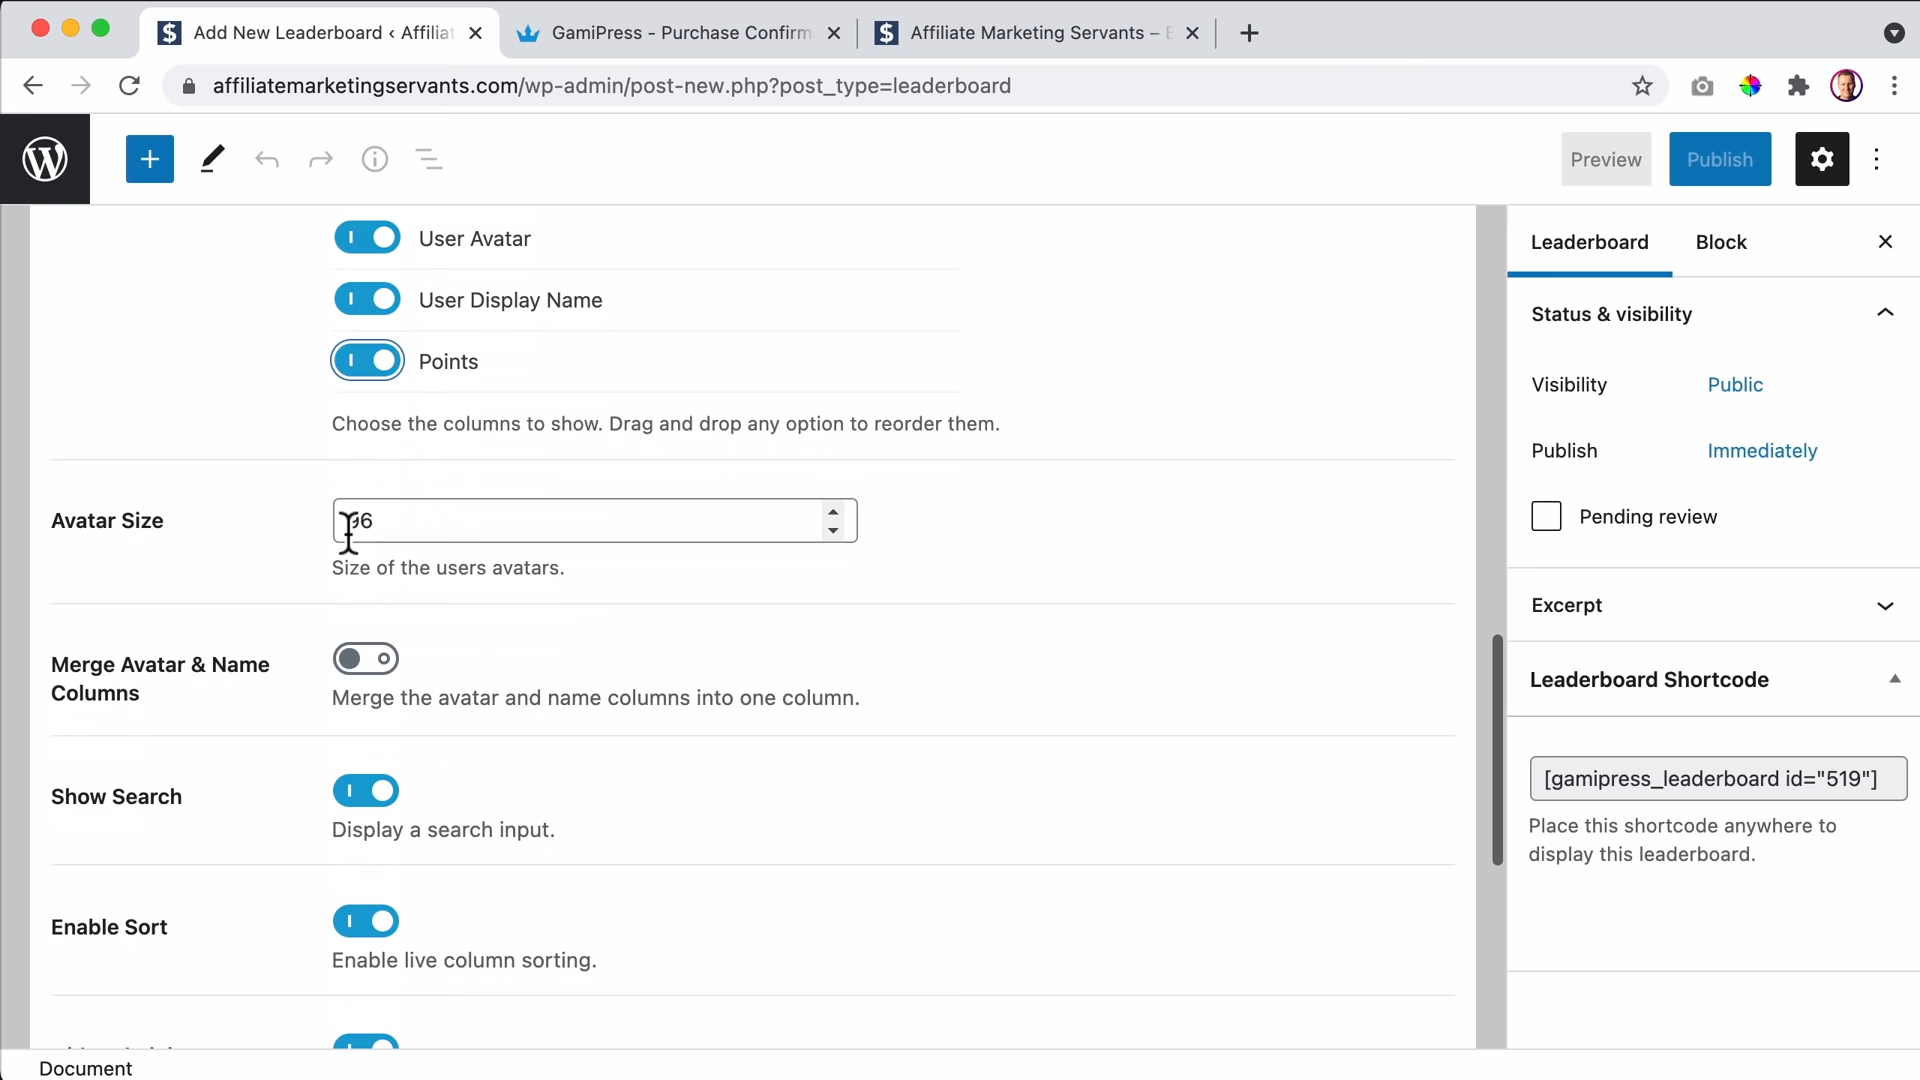 Add New Leaderboard ‹ Affiliat
GamiPress - Purchase Confirm
Affiliate Marketing Servants –
affiliatemarketingservants.com/wp-admin/post-new.php?post_type=leaderboard
Preview
Publish
User Avatar
User Display Name
Points
Choose the columns to show. Drag and drop any option to reorder them.
Avatar Size
96
Size of the users avatars.
Merge Avatar & Name
Columns
Merge the avatar and name columns into one column.
Show Search
Display a search input.
Enable Sort
Enable live column sorting.
Document
Leaderboard
Block
Status & visibility
Visibility
Public
Publish
Immediately
Pending review
Excerpt
Leaderboard Shortcode
[gamipress_leaderboard id="519"]
Place this shortcode anywhere to
display this leaderboard.